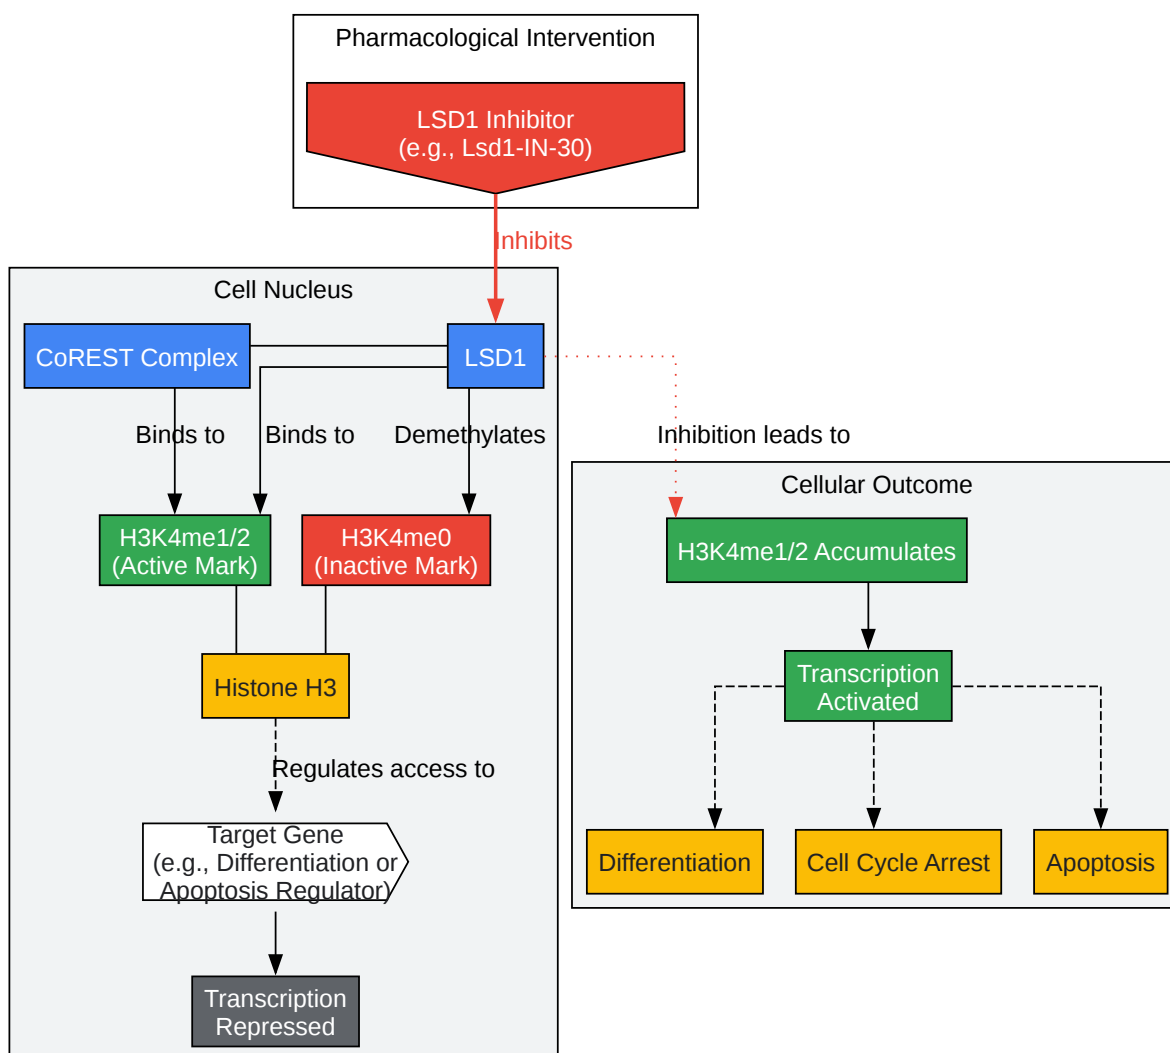 Pharmacological Intervention
LSD1 Inhibitor
(e.g., Lsd1-IN-30)
Inhibits
Cell Nucleus
CoREST Complex
LSD1
Binds to
Binds to
Demethylates
Inhibition leads to
Cellular Outcome
H3K4me1/2
(Active Mark)
H3K4me0
(Inactive Mark)
H3K4me1/2 Accumulates
Histone H3
Transcription
Activated
Regulates access to
Target Gene
(e.g., Differentiation or
Apoptosis Regulator)
Differentiation
Cell Cycle Arrest
Apoptosis
Transcription
Repressed